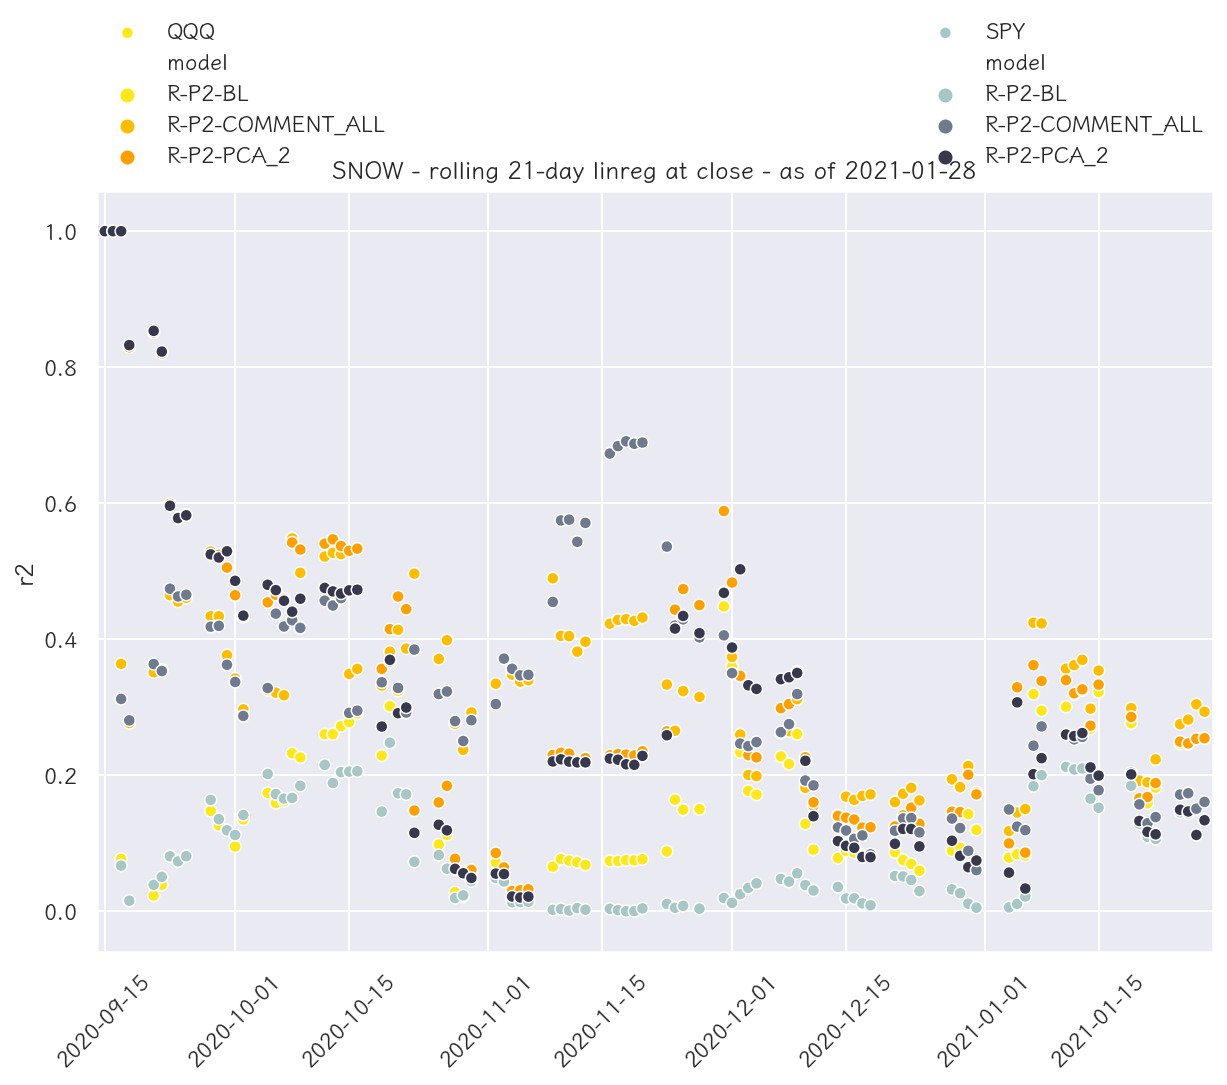 QQQ
model
R-P2-BL
R-P2-COMMENT_ALL
R-P2-PCA_2
SPY
model
R-P2-BL
R-P2-COMMENT_ALL
R-P2-PCA_2
SNOW - rolling 21-day linreg at close - as of 2021-01-28
1.0
0.8
0.6
0.4
0.2
0.0
r2
2020-09-15
2020-10-01
2020-10-15
2020-11-01
2020-11-15
2020-12-01
2020-12-15
2021-01-01
2021-01-15